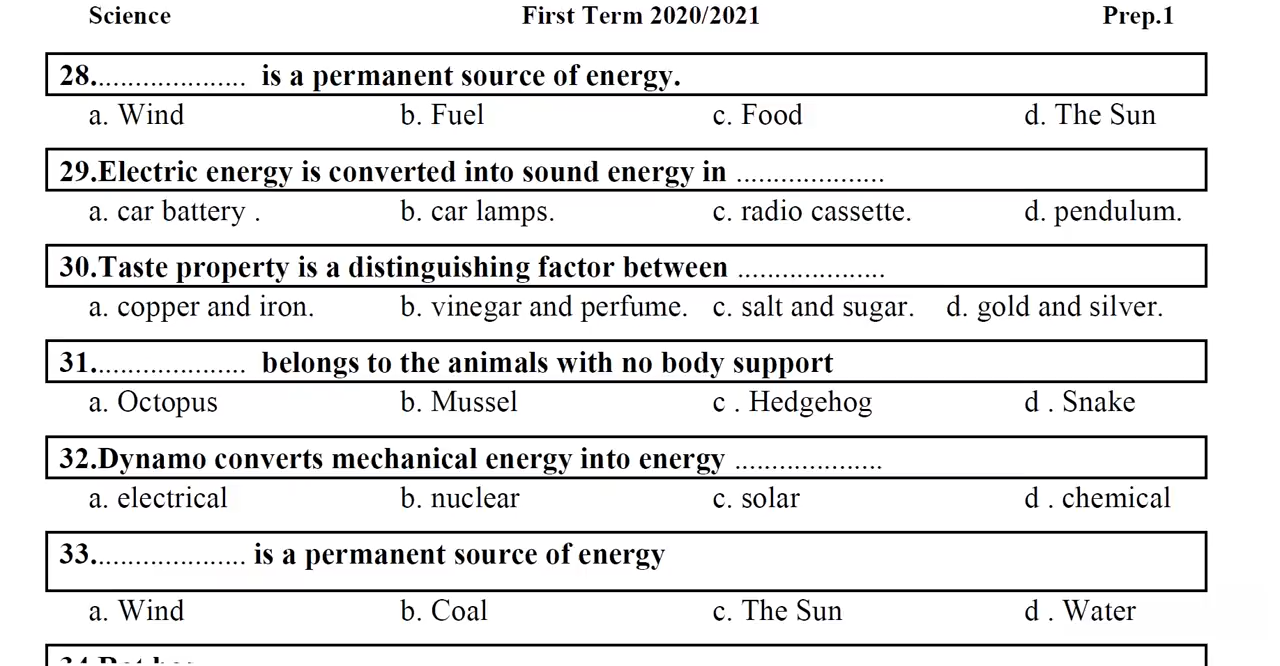 Science First Term 2020/2021 Prep.1
28..................... is a permanent source of energy.
a. Wind b. Fuel c. Food d. The Sun
29.Electric energy is converted into sound energy in ....................
a. car battery . b. car lamps. c. radio cassette. d. pendulum.
30.Taste property is a distinguishing factor between ....................
a. copper and iron. b. vinegar and perfume. c. salt and sugar. d. gold and silver.
31..................... belongs to the animals with no body support
a. Octopus b. Mussel c . Hedgehog d . Snake
32.Dynamo converts mechanical energy into energy ....................
a. electrical b. nuclear c. solar d . chemical
33..................... is a permanent source of energy
a. Wind b. Coal c. The Sun d . Water